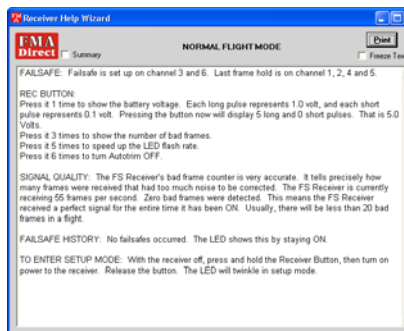 Receiver Help Wizard
FMA Direct
Summary
NORMAL FLIGHT MODE
Print
Freeze Text
FAILSAFE: Failsafe is set up on channel 3 and 6. Last frame hold is on channel 1, 2, 4 and 5.
REC BUTTON:
Press it 1 time to show the battery voltage. Each long pulse represents 1.0 volt, and each short
pulse represents 0.1 volt. Pressing the button now will display 5 long and 0 short pulses. That is 5.0
Volts.
Press it 3 times to show the number of bad frames.
Press it 5 times to speed up the LED flash rate.
Press it 6 times to turn Autotrim OFF.
SIGNAL QUALITY: The FS Receiver's bad frame counter is very accurate. It tells precisely how
many frames were received that had too much noise to be corrected. The FS Receiver is currently
receiving 55 frames per second. Zero bad frames were detected. This means the FS Receiver
received a perfect signal for the entire time it has been ON. Usually, there will be less than 20 bad
frames in a flight.
FAILSAFE HISTORY: No failsafes occurred. The LED shows this by staying ON.
TO ENTER SETUP MODE: With the receiver off, press and hold the Receiver Button, then turn on
power to the receiver. Release the button. The LED will twinkle in setup mode.